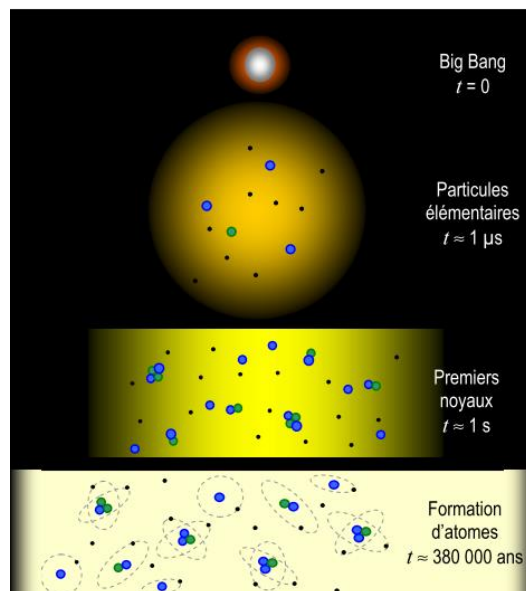 Big Bang
t = 0
Particules
élémentaires
t ≈ 1 µs
Premiers
noyaux
t ≈ 1 s
Formation
d'atomes
t ≈ 380 000 ans